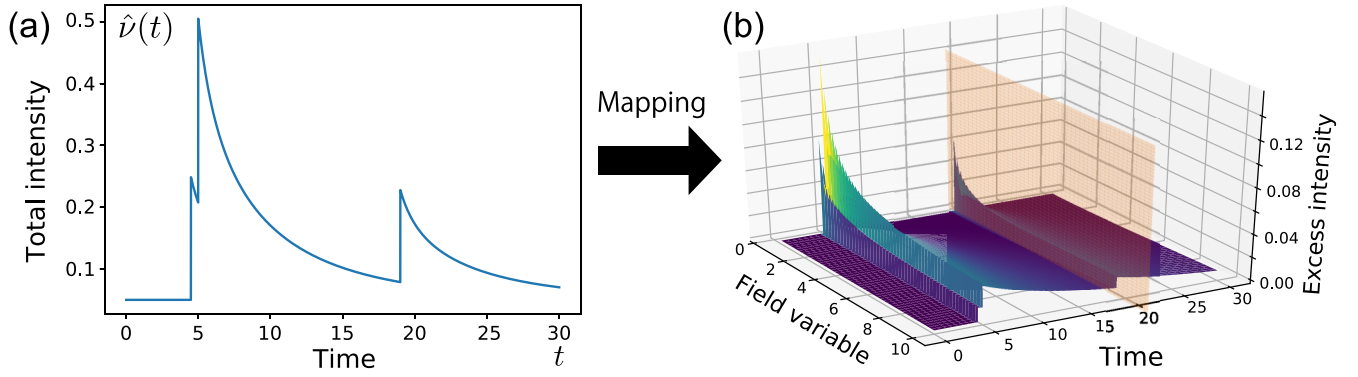 (a)
ν̂(t)
Total intensity
0.5
0.4
0.3
0.2
0.1
0 5 10 15 20 25 30
Time
t
Mapping
(b)
0.12
0.08
0.04
0.00
Excess intensity
0
2
4
6
8
10
Field variable
0 5 10 15 20 25 30
Time